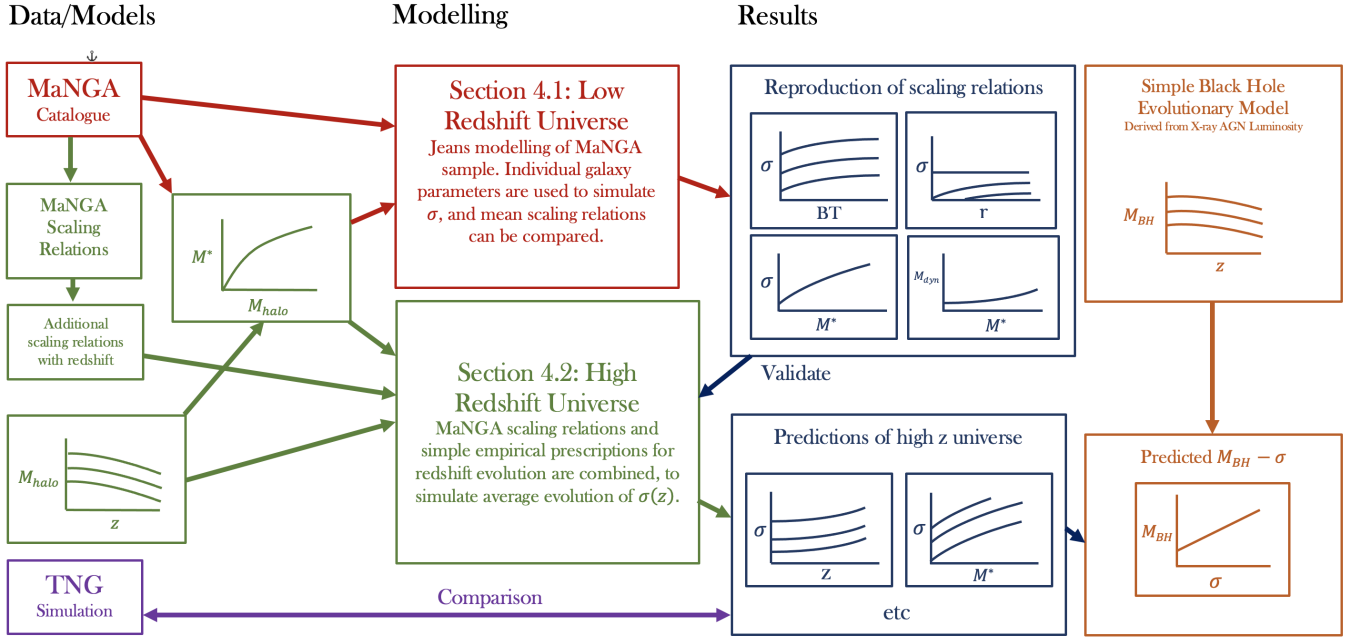 Data/Models
Modelling
Results
MaNGA
Catalogue
MaNGA
Scaling
Relations
Additional
scaling relations
with redshift
M*
M_halo
M_halo
z
TNG
Simulation
Section 4.1: Low
Redshift Universe
Jeans modelling of MaNGA
sample. Individual galaxy
parameters are used to simulate
σ, and mean scaling relations
can be compared.
Section 4.2: High
Redshift Universe
MaNGA scaling relations and
simple empirical prescriptions for
redshift evolution are combined, to
simulate average evolution of σ(z).
Comparison
Reproduction of scaling relations
σ
BT
σ
r
σ
M*
M_dyn
M*
Validate
Predictions of high z universe
σ
z
σ
M*
etc
Simple Black Hole
Evolutionary Model
Derived from X-ray AGN Luminosity
M_BH
z
Predicted M_BH − σ
M_BH
σ